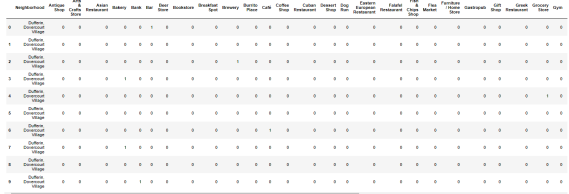 Neighborhood Antique Shop Arts & Crafts Store Asian Restaurant Bakery Bank Bar Beer Store Bookstore Breakfast Spot Brewery Burrito Place Café Coffee Shop Cuban Restaurant Dessert Shop Dog Run Eastern European Restaurant Falafel Restaurant Fish & Chips Shop Flea Market Furniture / Home Store Gastropub Gift Shop Greek Restaurant Grocery Store Gym
0 Dufferin, Dovercourt Village 0 0 0 0 0 1 0 0 0 0 0 0 0 0 0 0 0 0 0 0 0 0 0 0 0 0
1 Dufferin, Dovercourt Village 0 0 0 0 0 0 0 0 0 0 0 0 0 0 0 0 0 0 0 0 0 0 0 0 0 0
2 Dufferin, Dovercourt Village 0 0 0 0 0 0 0 0 0 1 0 0 0 0 0 0 0 0 0 0 0 0 0 0 0 0
3 Dufferin, Dovercourt Village 0 0 0 1 0 0 0 0 0 0 0 0 0 0 0 0 0 0 0 0 0 0 0 0 0 0
4 Dufferin, Dovercourt Village 0 0 0 0 0 0 0 0 0 0 0 0 0 0 0 0 0 0 0 0 0 0 0 0 1 0
5 Dufferin, Dovercourt Village 0 0 0 0 0 0 0 0 0 0 0 0 0 0 0 0 0 0 0 0 0 0 0 0 0 0
6 Dufferin, Dovercourt Village 0 0 0 0 0 0 0 0 0 0 0 1 0 0 0 0 0 0 0 0 0 0 0 0 0 0
7 Dufferin, Dovercourt Village 0 0 0 1 0 0 0 0 0 0 0 0 0 0 0 0 0 0 0 0 0 0 0 0 0 0
8 Dufferin, Dovercourt Village 0 0 0 0 0 0 0 0 0 0 0 0 0 0 0 0 0 0 0 0 0 0 0 0 0 0
9 Dufferin, Dovercourt Village 0 0 0 0 1 0 0 0 0 0 0 0 0 0 0 0 0 0 0 0 0 0 0 0 0 0